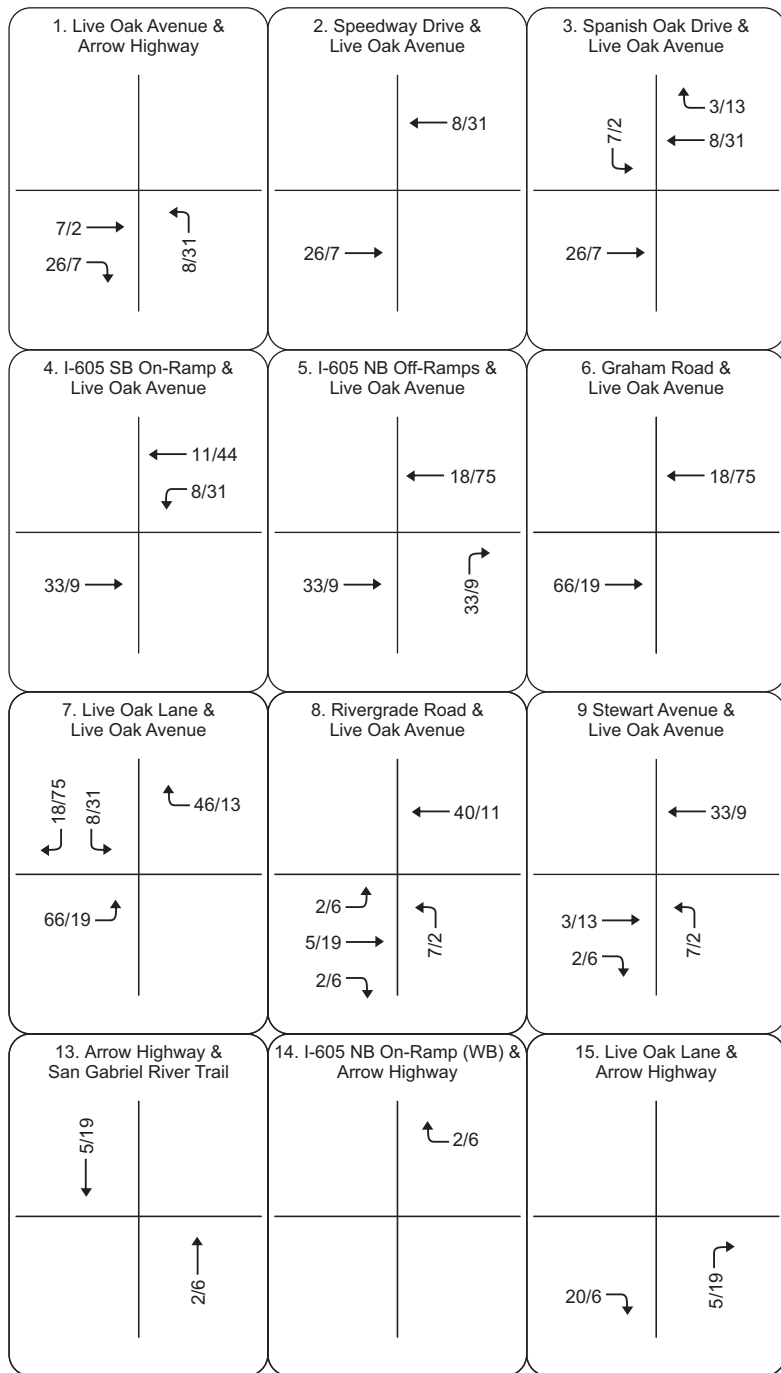 1. Live Oak Avenue &
Arrow Highway
7/2
26/7
8/31
2. Speedway Drive &
Live Oak Avenue
8/31
26/7
3. Spanish Oak Drive &
Live Oak Avenue
7/2
3/13
8/31
26/7
4. I-605 SB On-Ramp &
Live Oak Avenue
11/44
8/31
33/9
5. I-605 NB Off-Ramps &
Live Oak Avenue
18/75
33/9
33/9
6. Graham Road &
Live Oak Avenue
18/75
66/19
7. Live Oak Lane &
Live Oak Avenue
18/75
8/31
46/13
66/19
8. Rivergrade Road &
Live Oak Avenue
40/11
2/6
5/19
2/6
7/2
9 Stewart Avenue &
Live Oak Avenue
33/9
3/13
2/6
7/2
13. Arrow Highway &
San Gabriel River Trail
5/19
2/6
14. I-605 NB On-Ramp (WB) &
Arrow Highway
2/6
15. Live Oak Lane &
Arrow Highway
20/6
5/19